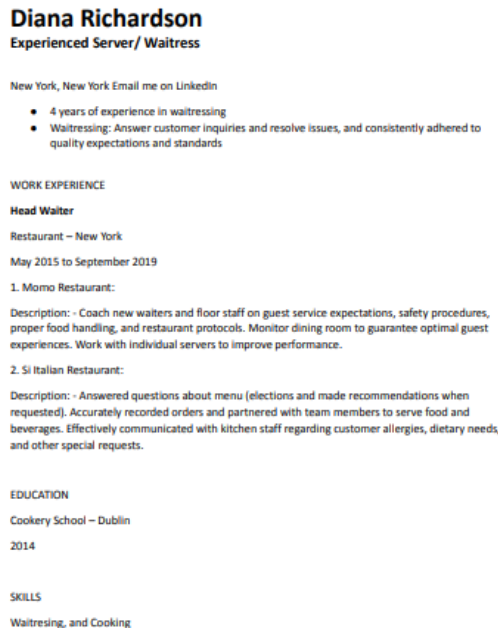 Diana Richardson
Experienced Server/ Waitress
New York, New York Email me on LinkedIn
● 4 years of experience in waitressing
● Waitressing: Answer customer inquiries and resolve issues, and consistently adhered to
quality expectations and standards
WORK EXPERIENCE
Head Waiter
Restaurant – New York
May 2015 to September 2019
1. Momo Restaurant:
Description: - Coach new waiters and floor staff on guest service expectations, safety procedures,
proper food handling, and restaurant protocols. Monitor dining room to guarantee optimal guest
experiences. Work with individual servers to improve performance.
2. Si Italian Restaurant:
Description: - Answered questions about menu (elections and made recommendations when
requested). Accurately recorded orders and partnered with team members to serve food and
beverages. Effectively communicated with kitchen staff regarding customer allergies, dietary needs,
and other special requests.
EDUCATION
Cookery School – Dublin
2014
SKILLS
Waitresing, and Cooking